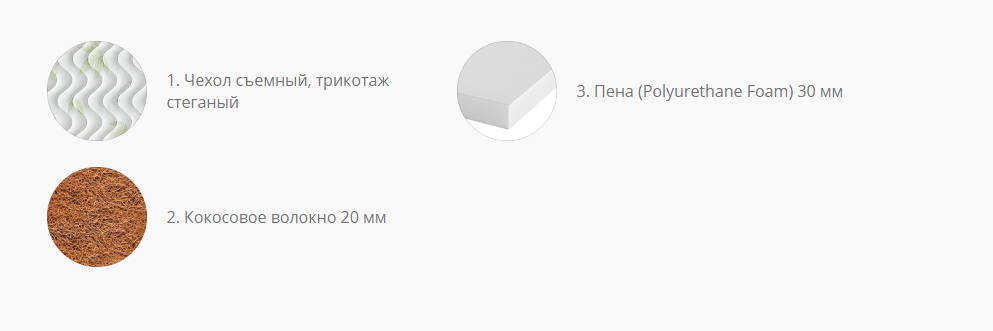 1. Чехол съемный, трикотаж
стеганый
2. Кокосовое волокно 20 мм
3. Пена (Polyurethane Foam) 30 мм